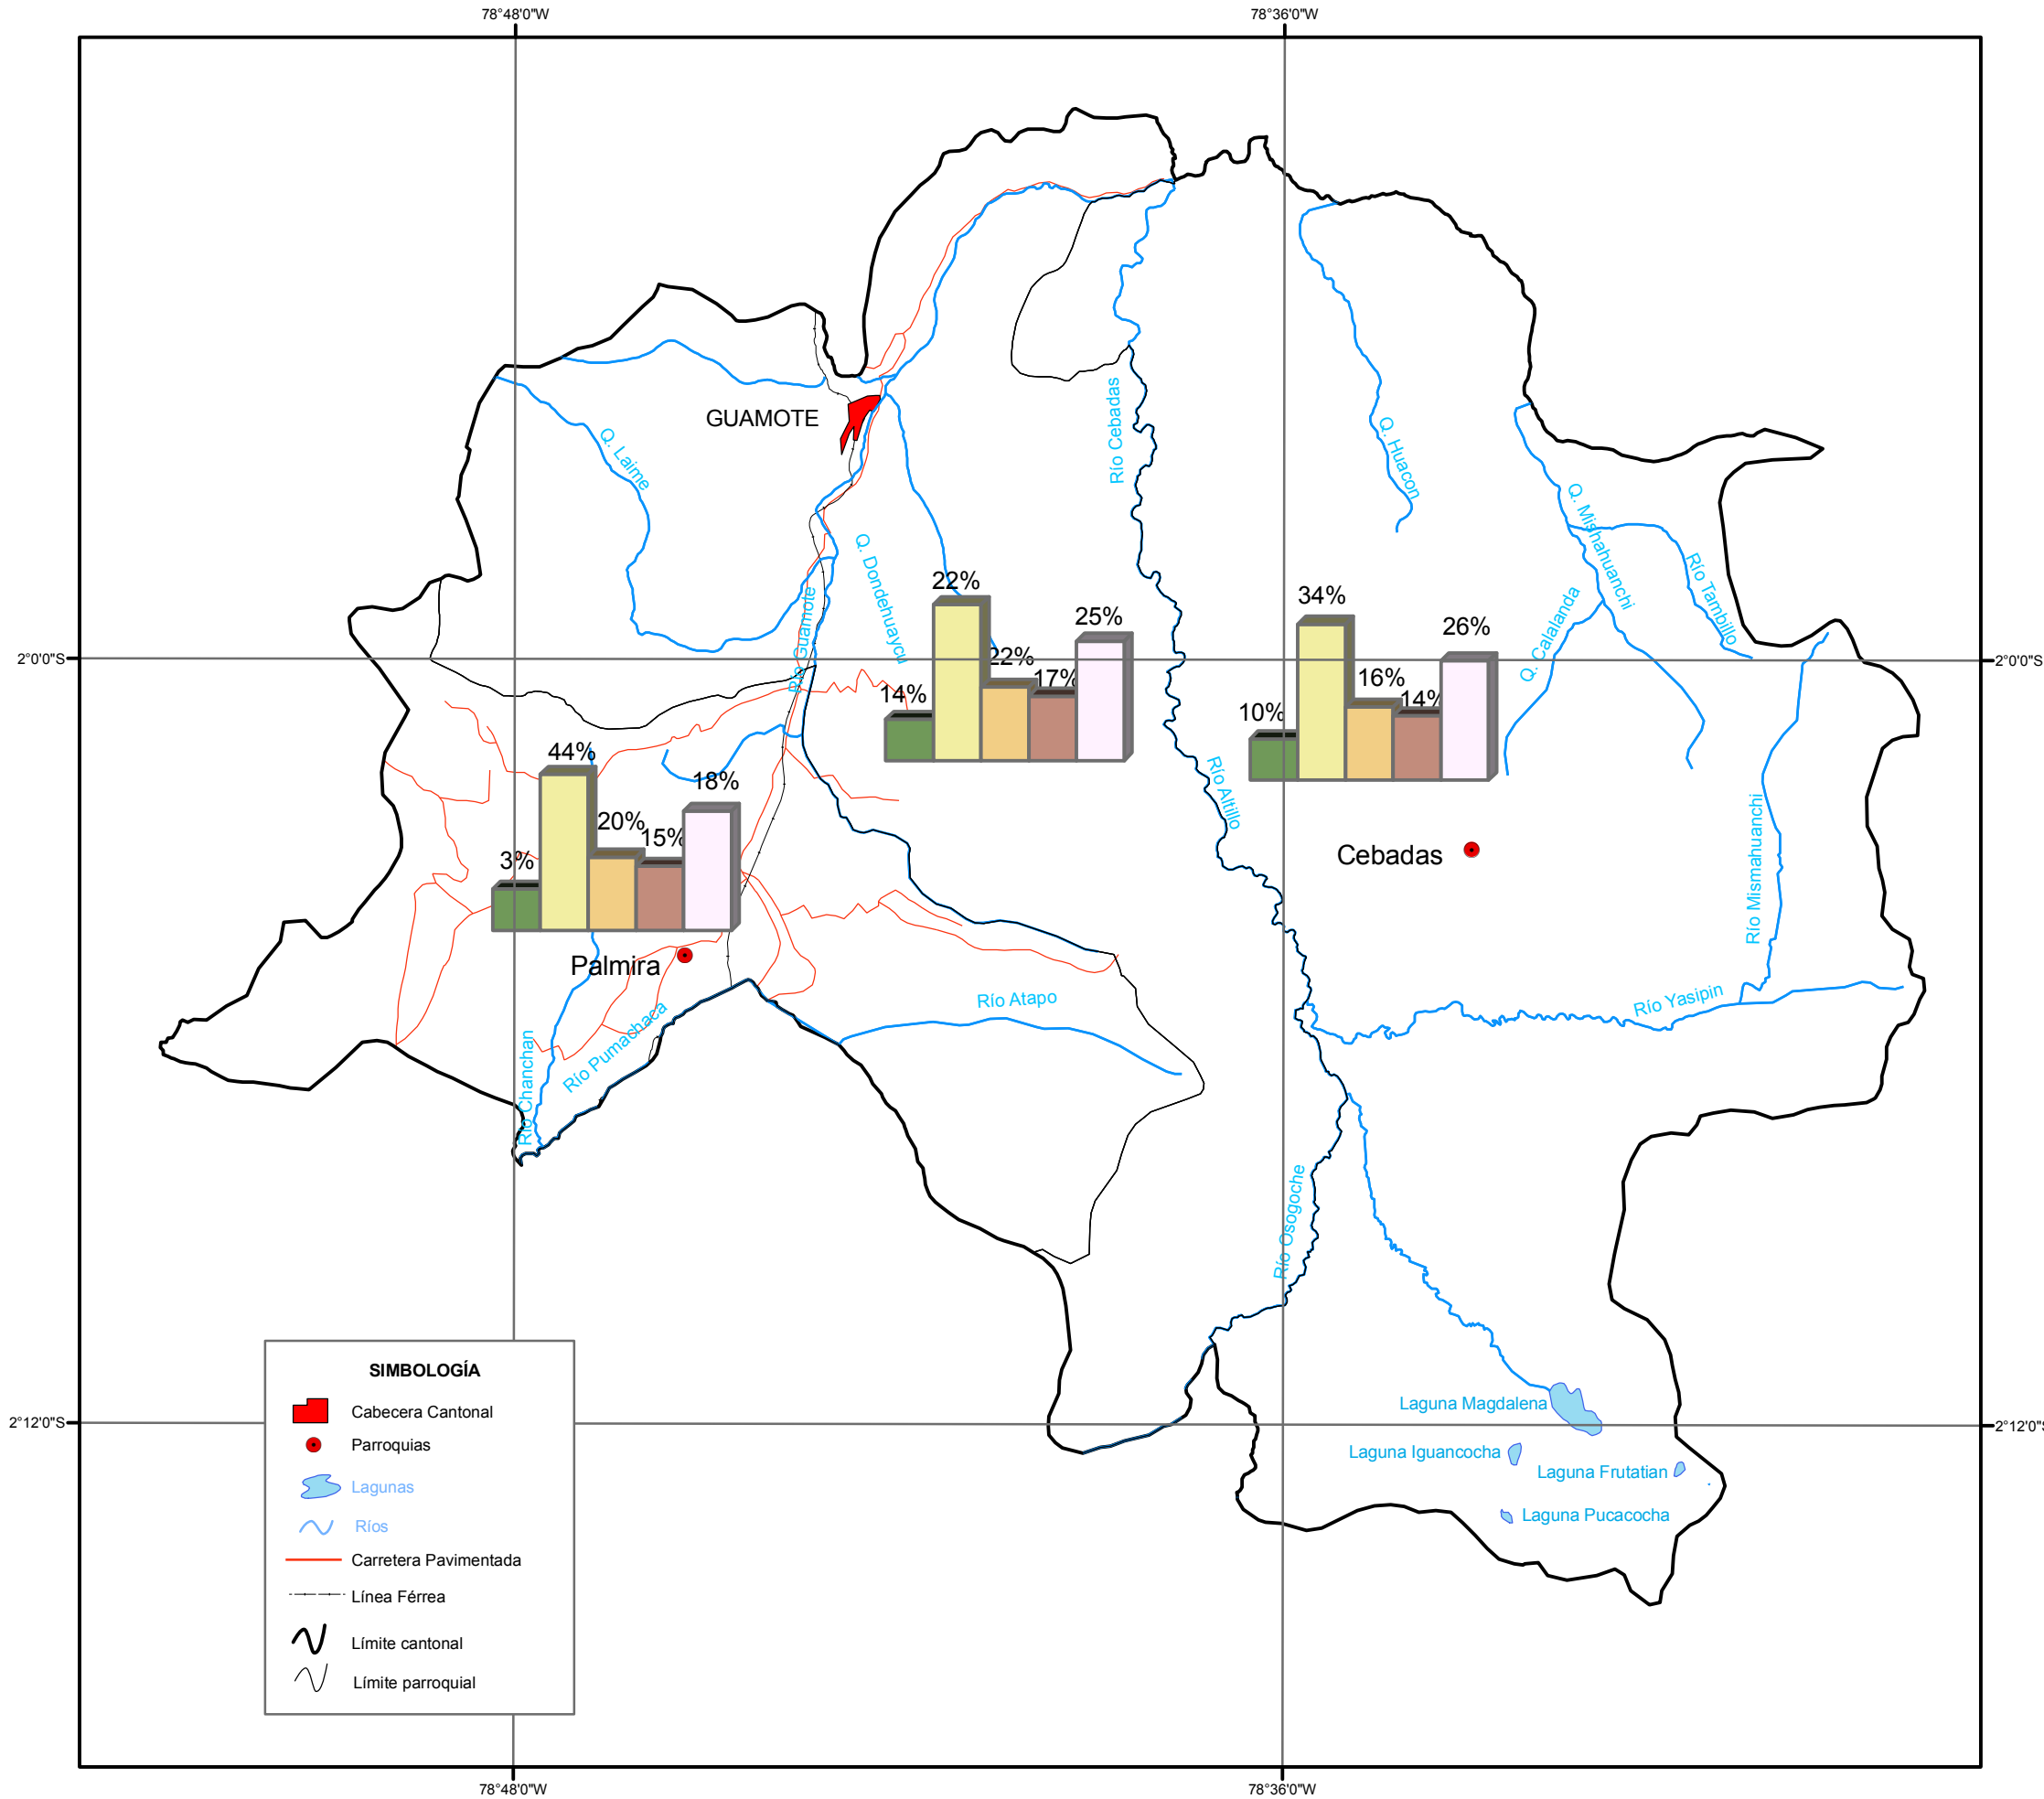 78°48'0"W
78°36'0"W
GUAMOTE
Q. Laime
Río Cebadas
Q. Huacon
Q. Mishahuanchi
Río Tambillo
Q. Calalanda
Q. Dondehuaycu
Río Guamote
22%
22%
14%
17%
25%
34%
10%
16%
14%
26%
2°0'0"S
2°0'0"S
44%
3%
20%
15%
18%
Río Altillo
Cebadas
Río Mismahuanchi
Palmira
Río Atapo
Río Yasipin
Río Pumachaca
Río Chanchan
Río Osogoche
SIMBOLOGÍA
Cabecera Cantonal
Parroquias
Lagunas
Ríos
Carretera Pavimentada
Línea Férrea
Límite cantonal
Límite parroquial
Laguna Magdalena
Laguna Iguancocha
Laguna Frutatian
Laguna Pucacocha
2°12'0"S
2°12'0"S
78°48'0"W
78°36'0"W